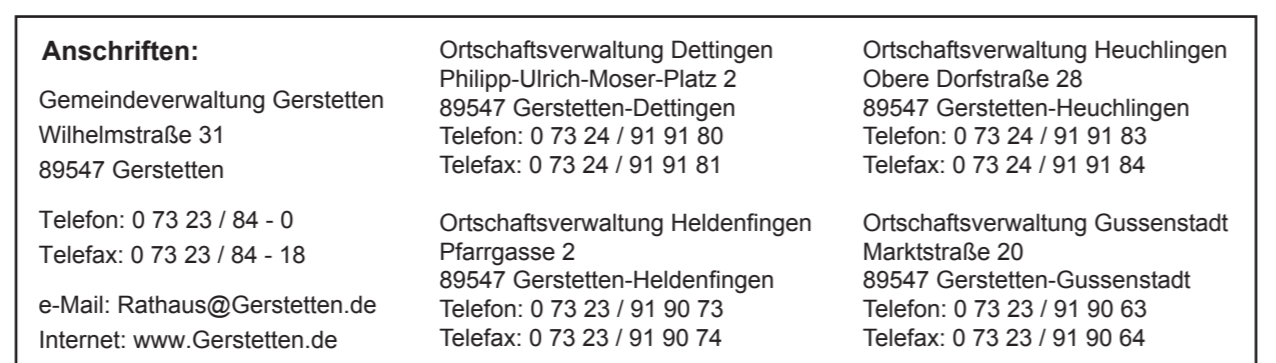 Anschriften:
Gemeindeverwaltung Gerstetten
Wilhelmstraße 31
89547 Gerstetten
Telefon: 0 73 23 / 84 - 0
Telefax: 0 73 23 / 84 - 18
e-Mail: Rathaus@Gerstetten.de
Internet: www.Gerstetten.de
Ortschaftsverwaltung Dettingen
Philipp-Ulrich-Moser-Platz 2
89547 Gerstetten-Dettingen
Telefon: 0 73 24 / 91 91 80
Telefax: 0 73 24 / 91 91 81
Ortschaftsverwaltung Heldenfingen
Pfarrgasse 2
89547 Gerstetten-Heldenfingen
Telefon: 0 73 23 / 91 90 73
Telefax: 0 73 23 / 91 90 74
Ortschaftsverwaltung Heuchlingen
Obere Dorfstraße 28
89547 Gerstetten-Heuchlingen
Telefon: 0 73 24 / 91 91 83
Telefax: 0 73 24 / 91 91 84
Ortschaftsverwaltung Gussenstadt
Marktstraße 20
89547 Gerstetten-Gussenstadt
Telefon: 0 73 23 / 91 90 63
Telefax: 0 73 23 / 91 90 64